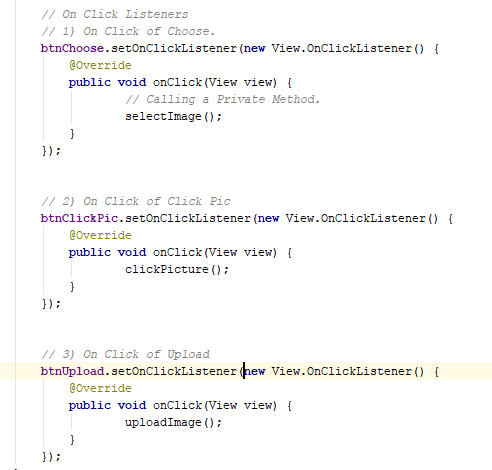 // On Click Listeners
// 1) On Click of Choose.
btnChoose.setOnClickListener(new View.OnClickListener() {
@Override
public void onClick(View view) {
// Calling a Private Method.
selectImage();
}
});
// 2) On Click of Click Pic
btnClickPic.setOnClickListener(new View.OnClickListener() {
@Override
public void onClick(View view) {
clickPicture();
}
});
// 3) On Click of Upload
btnUpload.setOnClickListener(new View.OnClickListener() {
@Override
public void onClick(View view) {
uploadImage();
}
});